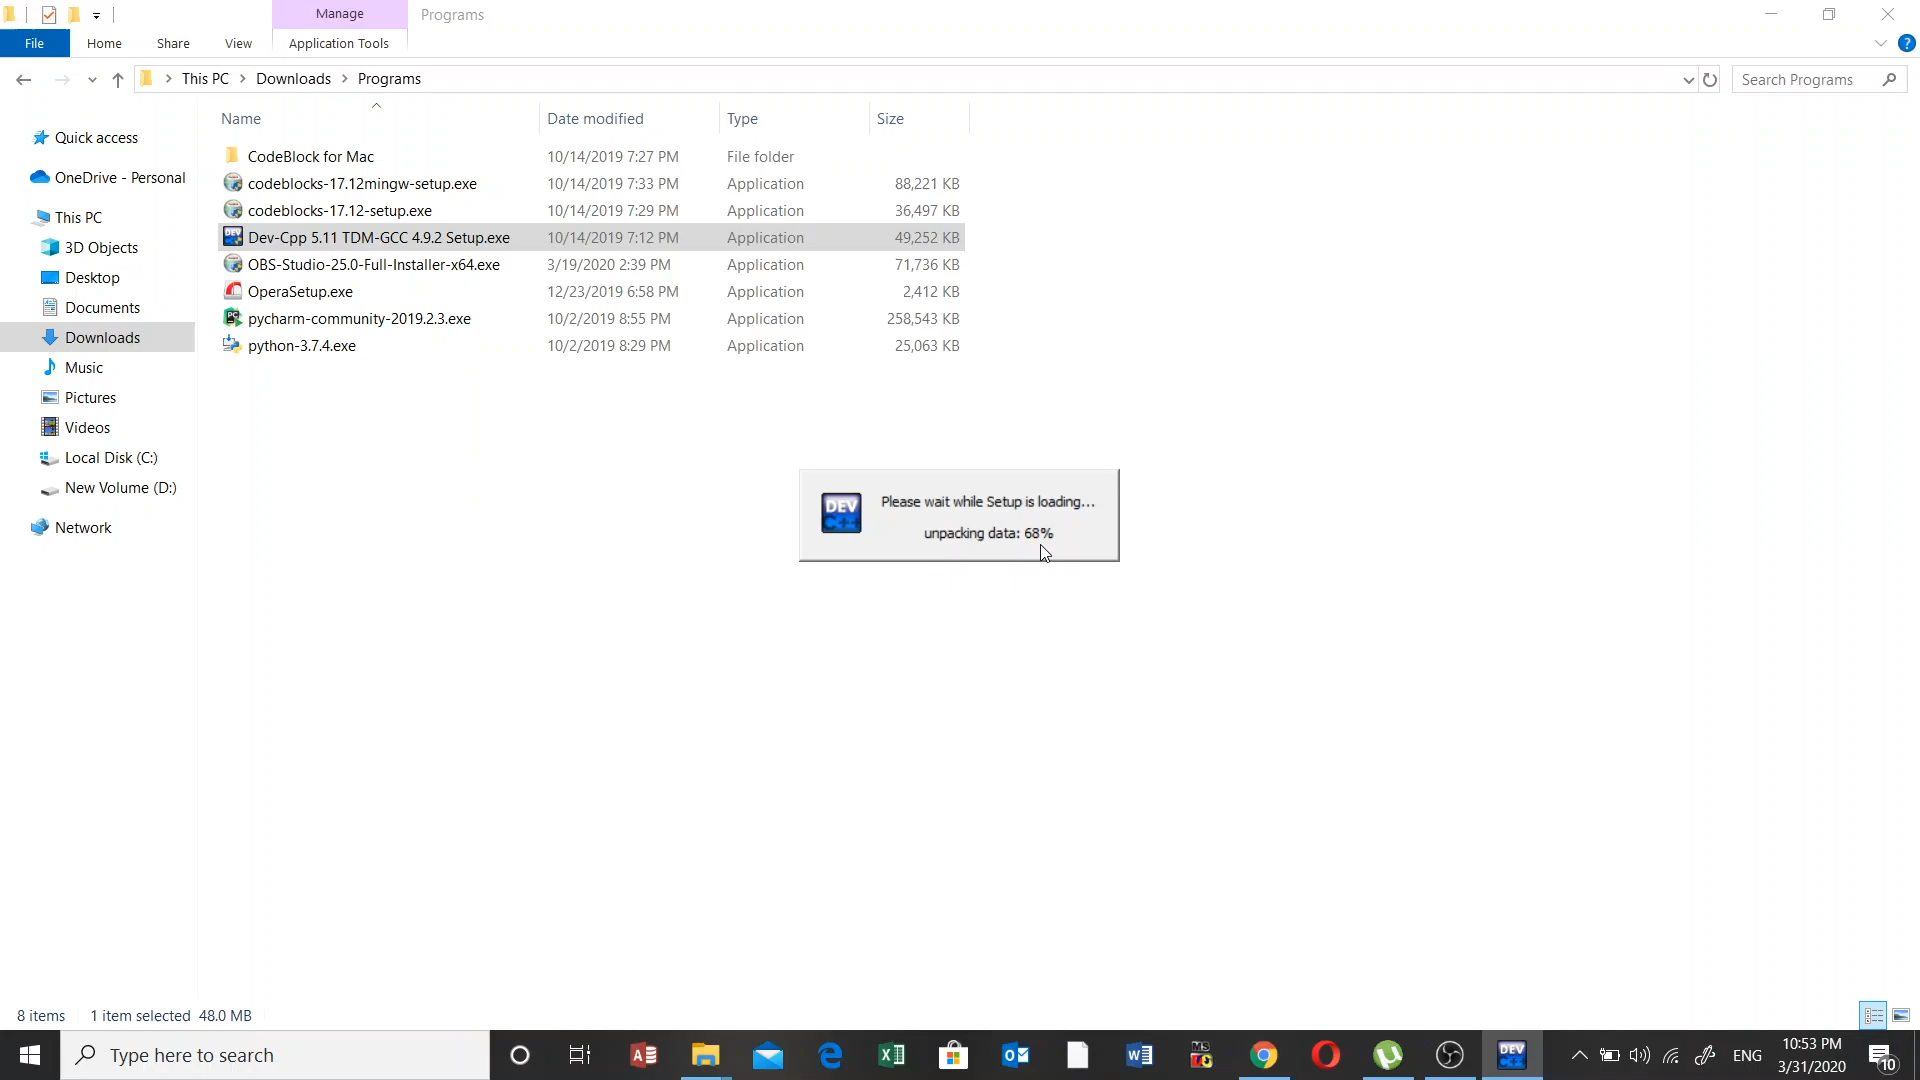 Manage
Programs
File
Home
Share
View
Application Tools
This PC
Downloads
Programs
Search Programs
Name
Date modified
Type
Size
Quick access
OneDrive - Personal
This PC
3D Objects
Desktop
Documents
Downloads
Music
Pictures
Videos
Local Disk (C:)
New Volume (D:)
Network
CodeBlock for Mac 10/14/2019 7:27 PM File folder
codeblocks-17.12mingw-setup.exe 10/14/2019 7:33 PM Application 88,221 KB
codeblocks-17.12-setup.exe 10/14/2019 7:29 PM Application 36,497 KB
Dev-Cpp 5.11 TDM-GCC 4.9.2 Setup.exe 10/14/2019 7:12 PM Application 49,252 KB
OBS-Studio-25.0-Full-Installer-x64.exe 3/19/2020 2:39 PM Application 71,736 KB
OperaSetup.exe 12/23/2019 6:58 PM Application 2,412 KB
pycharm-community-2019.2.3.exe 10/2/2019 8:55 PM Application 258,543 KB
python-3.7.4.exe 10/2/2019 8:29 PM Application 25,063 KB
DEV
C++
Please wait while Setup is loading...
unpacking data: 68%
8 items 1 item selected 48.0 MB
Type here to search
DEV
ENG
10:53 PM
3/31/2020
10